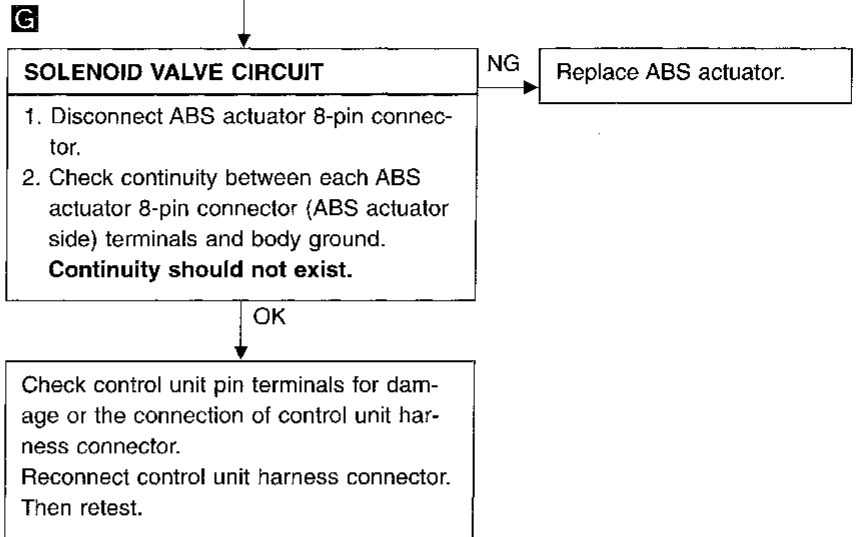 G
SOLENOID VALVE CIRCUIT
1. Disconnect ABS actuator 8-pin connec-
tor.
2. Check continuity between each ABS
actuator 8-pin connector (ABS actuator
side) terminals and body ground.
Continuity should not exist.
NG
Replace ABS actuator.
OK
Check control unit pin terminals for dam-
age or the connection of control unit har-
ness connector.
Reconnect control unit harness connector.
Then retest.